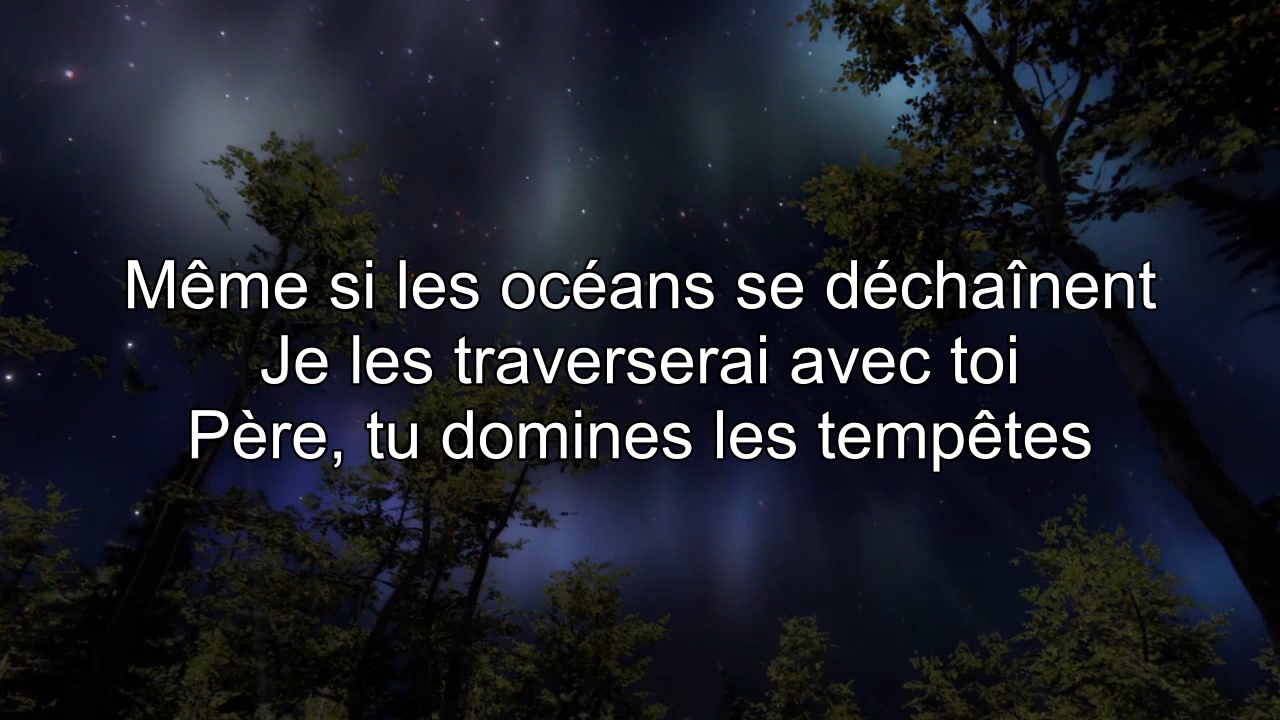 Même si les océans se déchaînent
Je les traverserai avec toi
Père, tu domines les tempêtes